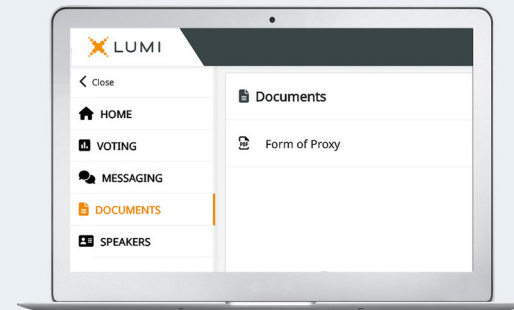 LUMI
Close
HOME
VOTING
MESSAGING
DOCUMENTS
SPEAKERS
Documents
PDF Form of Proxy